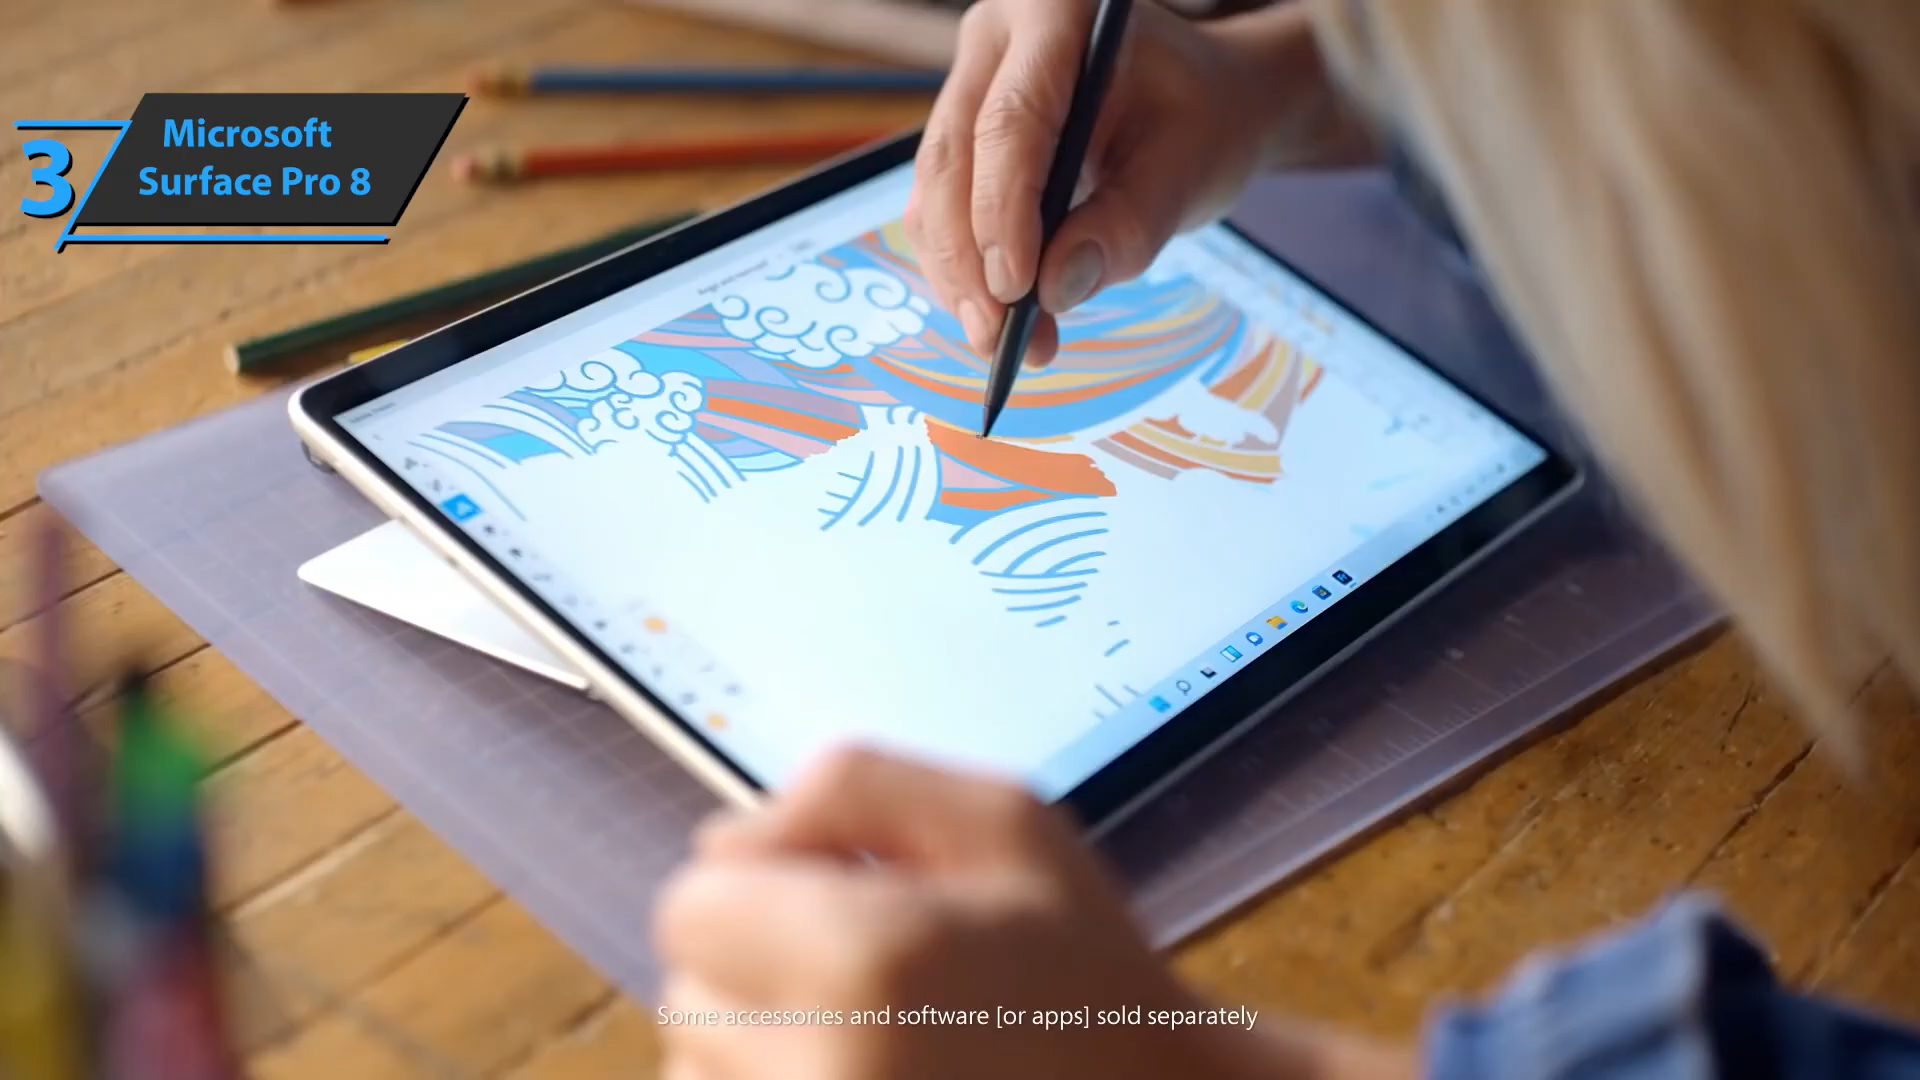 3
Microsoft
Surface Pro 8
Some accessories and software [or apps] sold separately